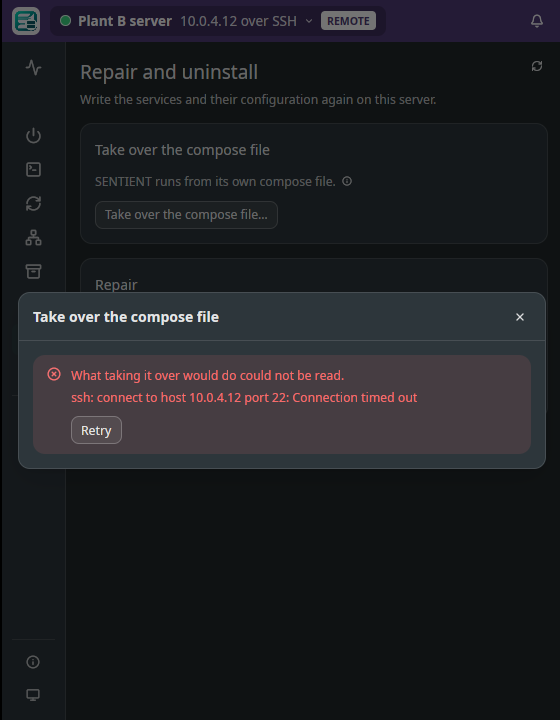 Plant B server 10.0.4.12 over SSH REMOTE
Repair and uninstall
Write the services and their configuration again on this server.
Take over the compose file
SENTIENT runs from its own compose file.
Take over the compose file...
Repair
Take over the compose file
What taking it over would do could not be read.
ssh: connect to host 10.0.4.12 port 22: Connection timed out
Retry